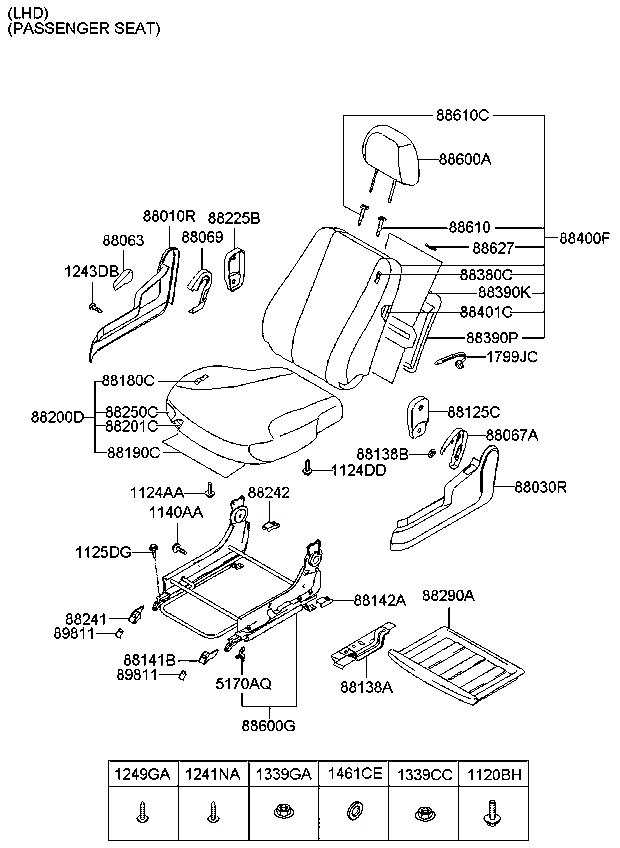 (LHD)
(PASSENGER SEAT)
88610C
88600A
88010R
88225B
88063
88069
88610
88400F
88627
1243DB
88380C
88390K
88401C
88390P
1799JC
88180C
88200D
88250C
88125C
88201C
88067A
88190C
88138B
1124DD
88030R
1124AA
88242
1140AA
1125DG
88290A
88142A
88241
89811
88141B
89811
5170AQ
88138A
88600G
1249GA 1241NA 1339GA 1461CE 1339CC 1120BH